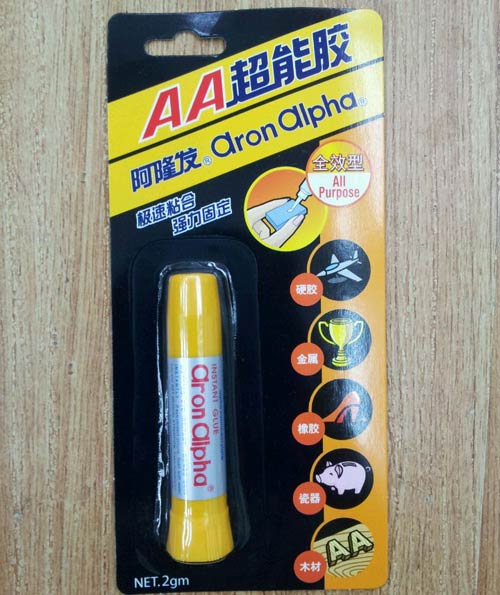 AA超能胶
阿隆发® aron alpha®
极速粘合
强力固定
全效型
All
Purpose
硬胶
金属
橡胶
瓷器
AA
木材
INSTANT GLUE
aron alpha®
NET.2gm